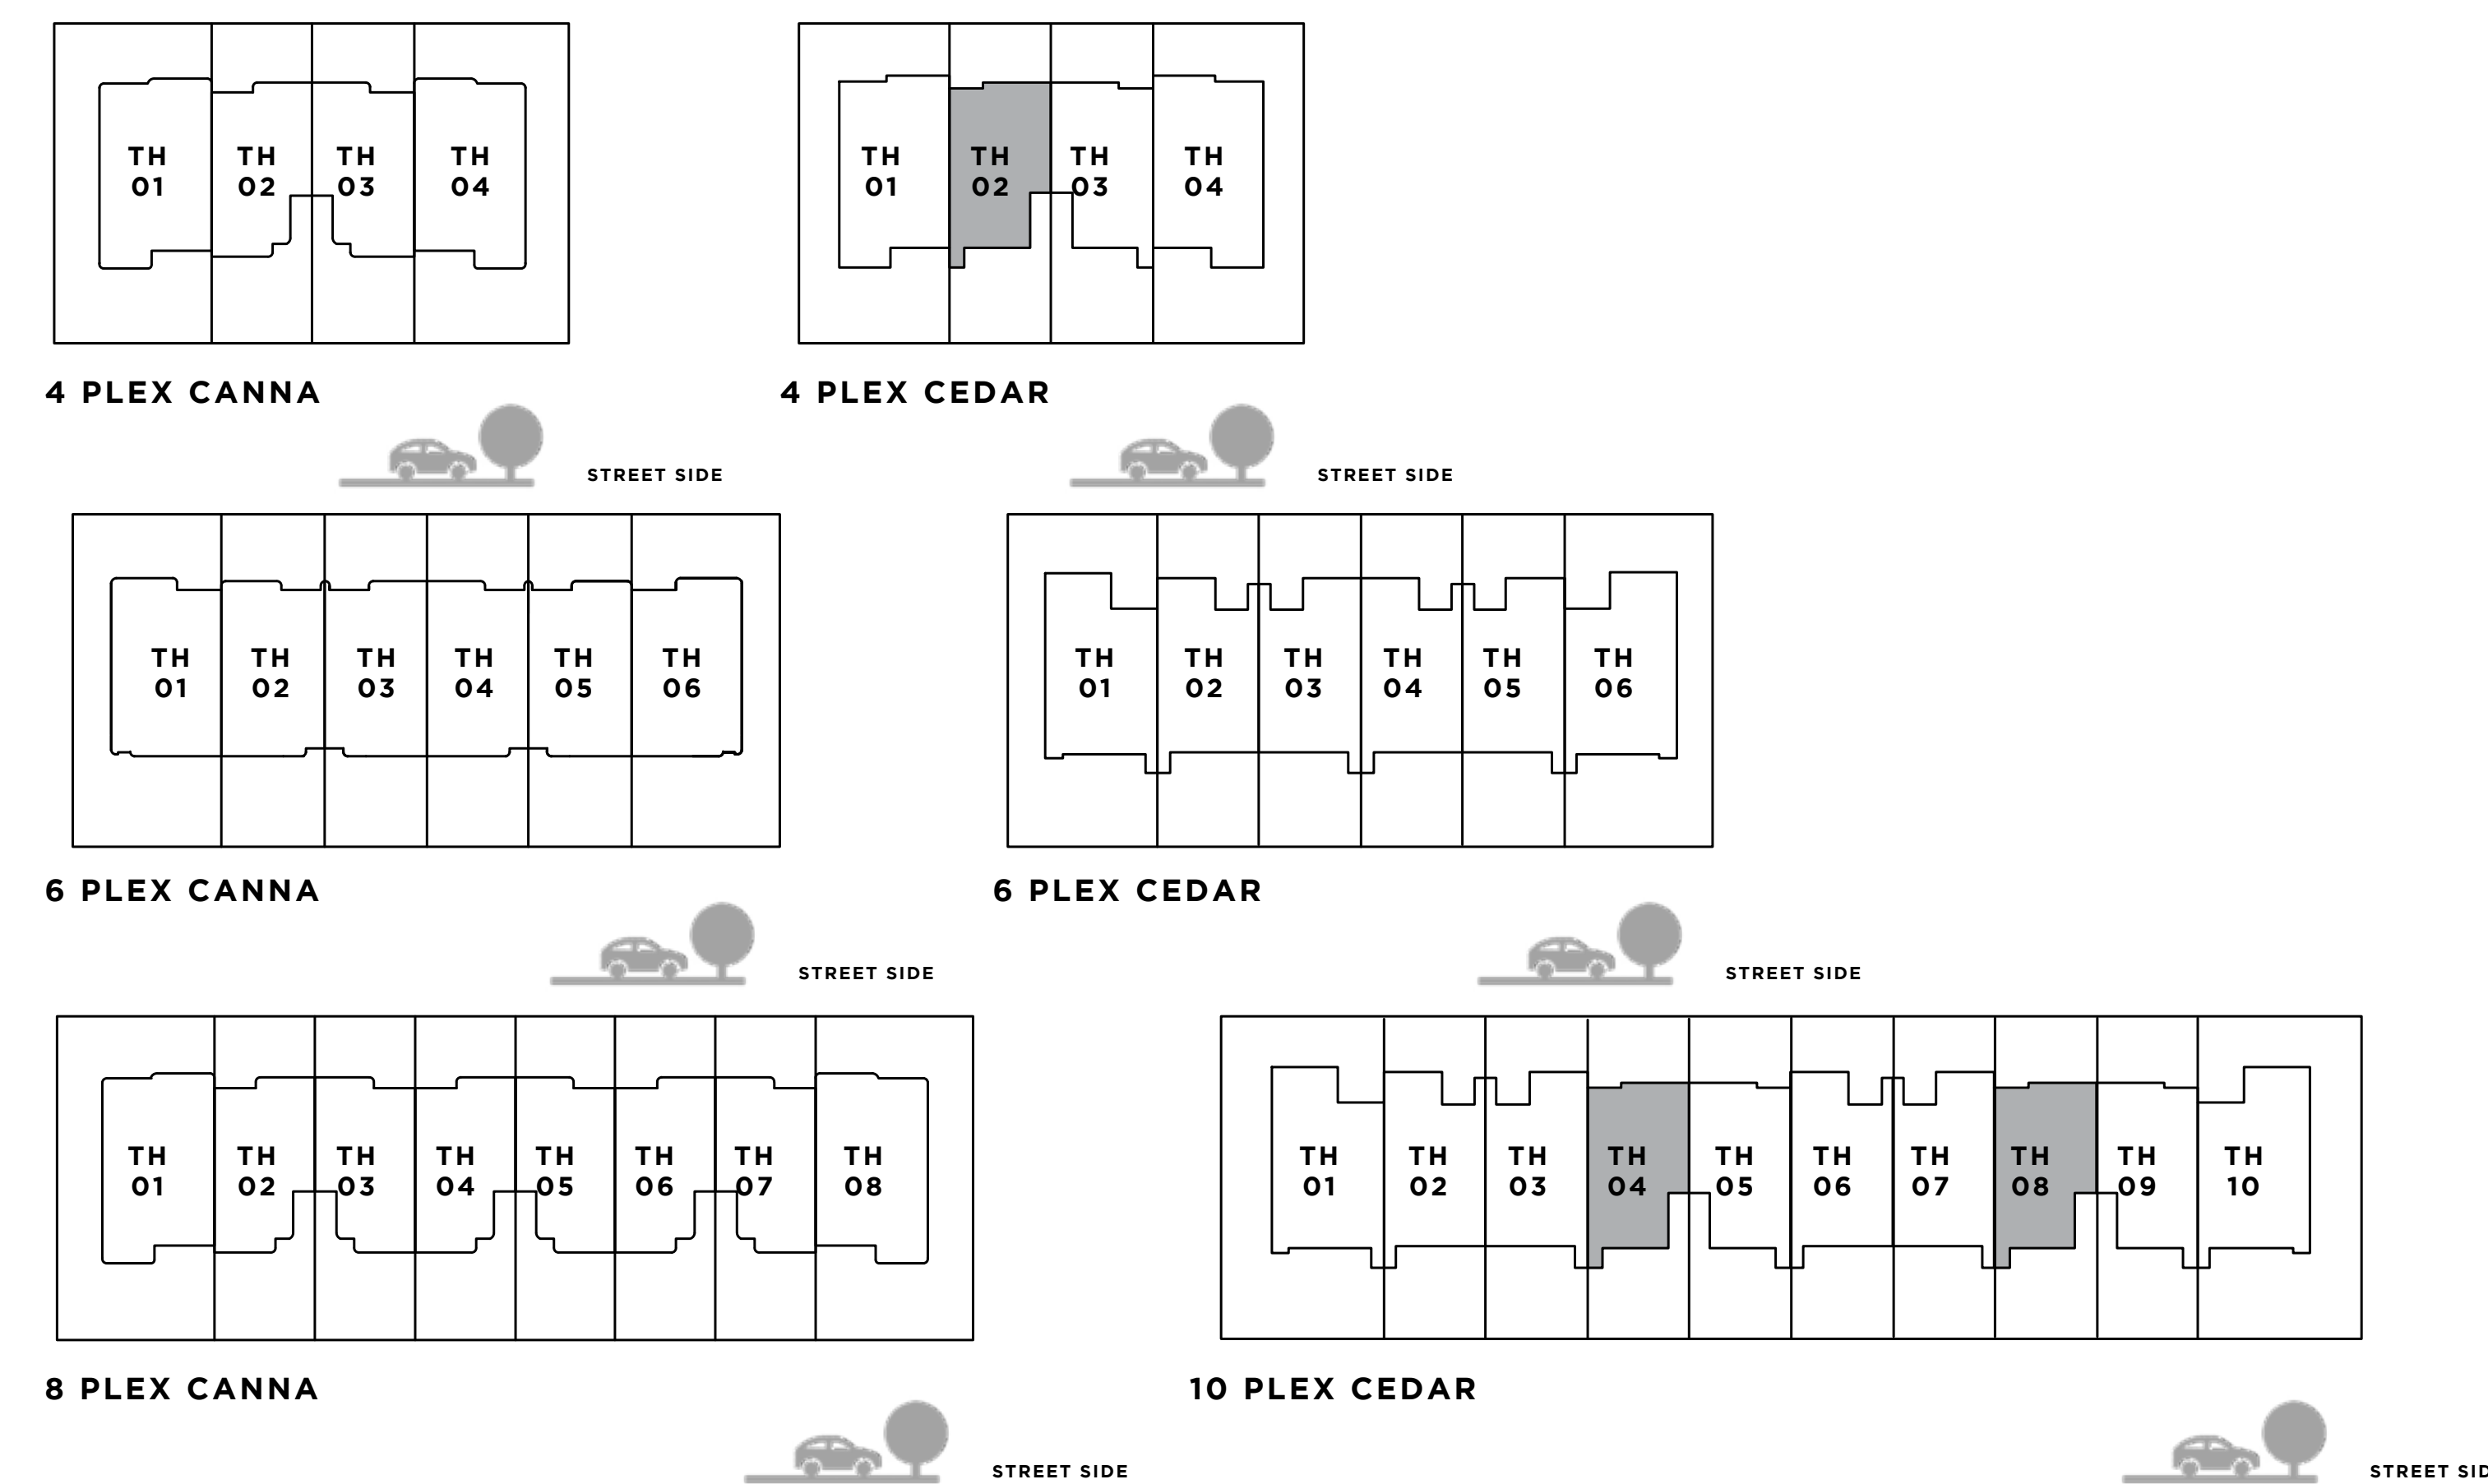 TH TH TH TH
01 02 03 04
4 PLEX CANNA
STREET SIDE
TH TH TH TH
01 02 03 04
4 PLEX CEDAR
STREET SIDE
TH TH TH TH TH TH
01 02 03 04 05 06
6 PLEX CANNA
STREET SIDE
TH TH TH TH TH TH
01 02 03 04 05 06
6 PLEX CEDAR
STREET SIDE
TH TH TH TH TH TH TH TH
01 02 03 04 05 06 07 08
8 PLEX CANNA
STREET SIDE
TH TH TH TH TH TH TH TH TH TH
01 02 03 04 05 06 07 08 09 10
10 PLEX CEDAR
STREET SID